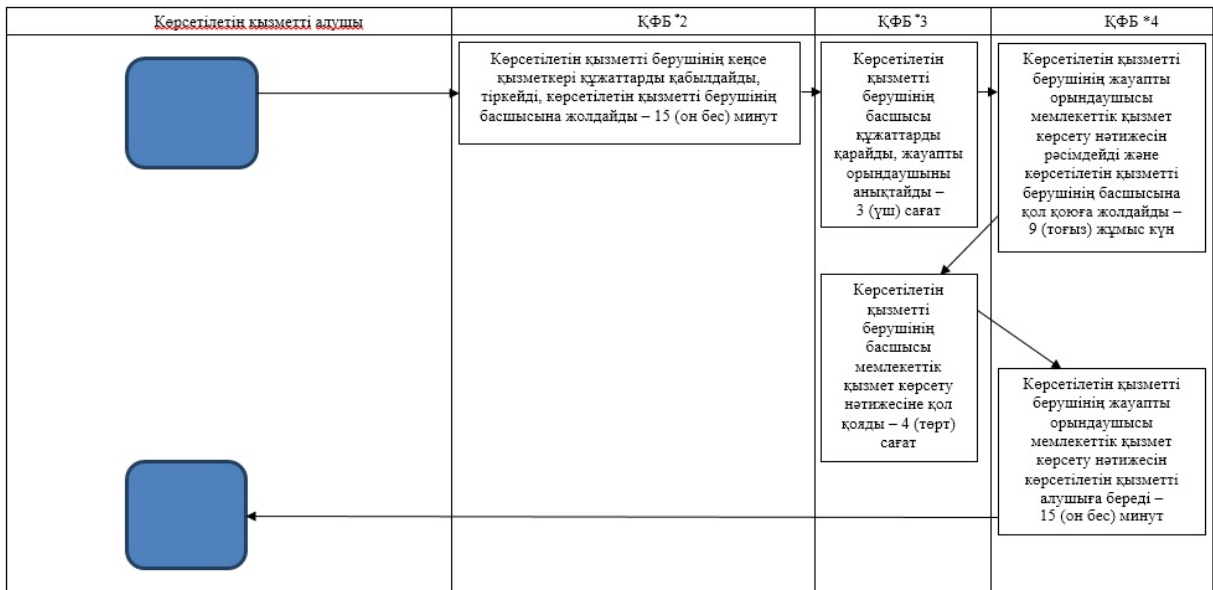 Көрсетілетін қызметті алушы
ҚФБ *2
ҚФБ *3
ҚФБ *4
Көрсетілетін қызметті берушінің кеңсе
қызметкері құжаттарды қабылдайды,
тіркейді, көрсетілетін қызметті берушінің
басшысына жолдайды – 15 (он бес) минут
Көрсетілетін
қызметті
берушінің
басшысы
құжаттарды
қарайды, жауапты
орындаушыны
анықтайды –
3 (үш) сағат
Көрсетілетін қызметті
берушінің жауапты
орындаушысы
мемлекеттік қызмет
көрсету нәтижесін
рәсімдейді және
көрсетілетін қызметті
берушінің басшысына
қол қоюға жолдайды –
9 (тоғыз) жұмыс күн
Көрсетілетін
қызметті
берушінің
басшысы
мемлекеттік
қызмет көрсету
нәтижесіне қол
қояды – 4 (төрт)
сағат
Көрсетілетін қызметті
берушінің жауапты
орындаушысы
мемлекеттік қызмет
көрсету нәтижесін
көрсетілетін қызметті
алушыға береді –
15 (он бес) минут